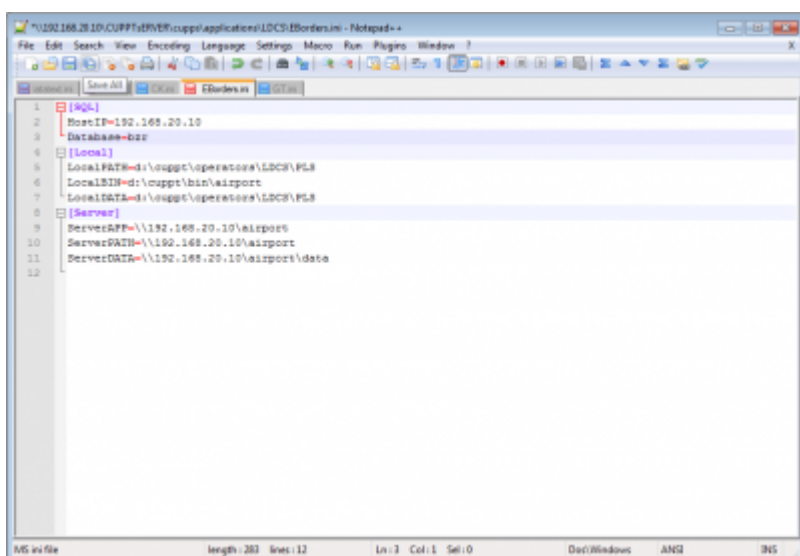 *\\192.168.20.10\CUPPTsERVER\cupps\applications\LDCS\EBorders.ini - Notepad++
File Edit Search View Encoding Language Settings Macro Run Plugins Window ?
X
Save All
CK.ini
EBorders.ini
GT.ini
1 [SQL]
2 HostIP=192.168.20.10
3 Database=bzr
4 [Local]
5 LocalPATH=d:\cuppt\operators\LDCS\PLS
6 LocalBIN=d:\cuppt\bin\airport
7 LocalDATA=d:\cuppt\operators\LDCS\PLS
8 [Server]
9 ServerAPP=\\192.168.20.10\airport
10 ServerPATH=\\192.168.20.10\airport
11 ServerDATA=\\192.168.20.10\airport\data
12
MS ini file length : 283 lines : 12 Ln : 3 Col : 1 Sel : 0 Dos\Windows ANSI INS